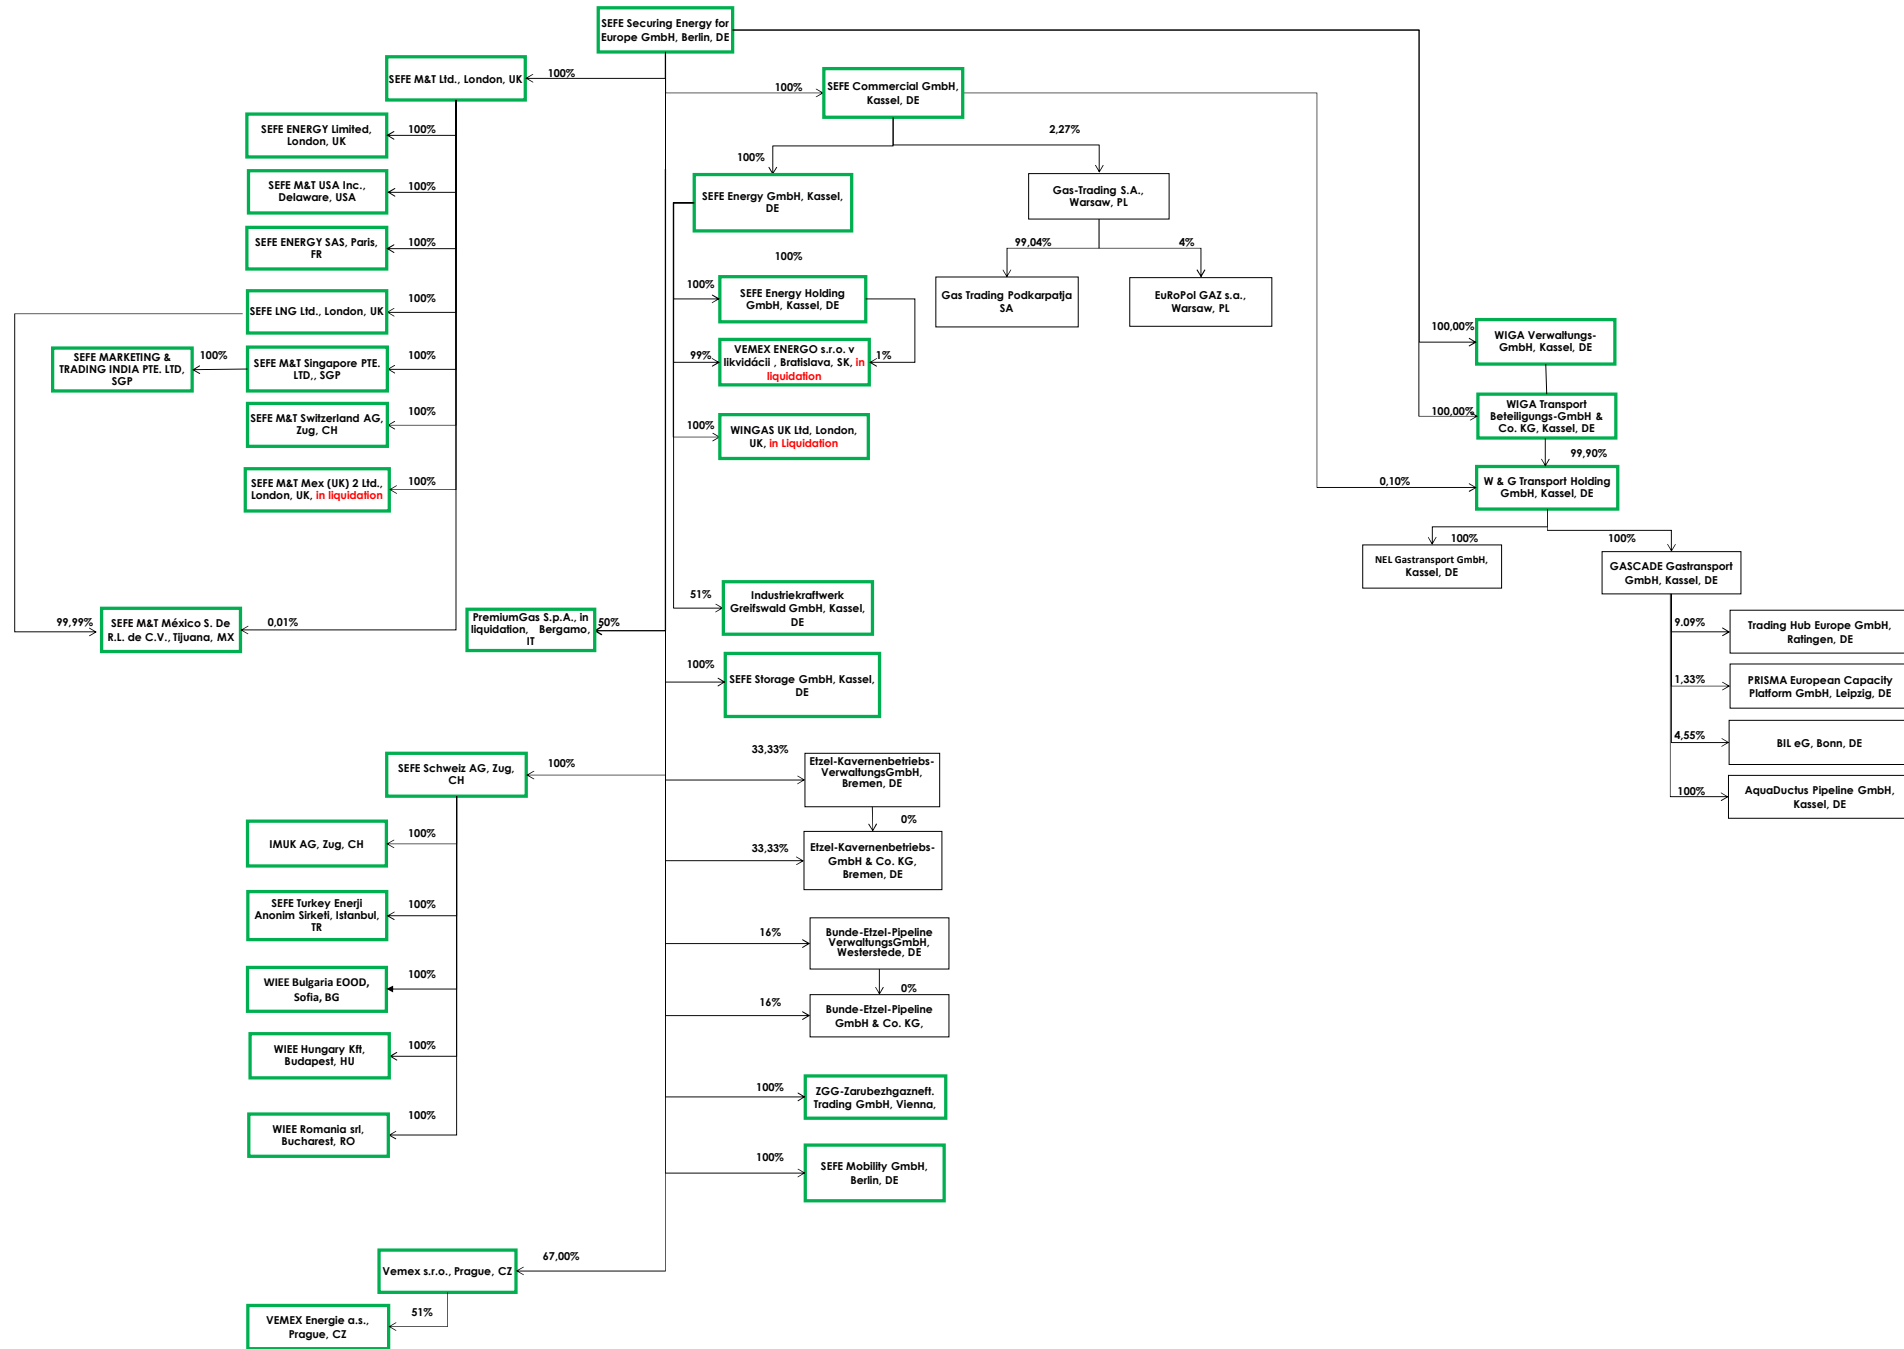 SEFE Securing Energy for
Europe GmbH, Berlin, DE
SEFE M&T Ltd., London, UK
100%
100%
SEFE Commercial GmbH,
Kassel, DE
SEFE ENERGY Limited,
London, UK
100%
2,27%
100%
SEFE M&T USA Inc.,
Delaware, USA
100%
SEFE Energy GmbH, Kassel,
DE
Gas-Trading S.A.,
Warsaw, PL
SEFE ENERGY SAS, Paris,
FR
100%
99,04%
4%
100%
100%
SEFE Energy Holding
GmbH, Kassel, DE
Gas Trading Podkarpatja
SA
EuRoPol GAZ s.a.,
Warsaw, PL
SEFE LNG Ltd., London, UK
100%
100,00%
WIGA Verwaltungs-
GmbH, Kassel, DE
SEFE MARKETING &
TRADING INDIA PTE. LTD,
SGP
100%
SEFE M&T Singapore PTE.
LTD,, SGP
100%
99%
VEMEX ENERGO s.r.o. v
likvidácii , Bratislava, SK, in
liquidation
1%
SEFE M&T Switzerland AG,
Zug, CH
100%
100%
WINGAS UK Ltd, London,
UK, in Liquidation
100,00%
WIGA Transport
Beteiligungs-GmbH &
Co. KG, Kassel, DE
99,90%
SEFE M&T Mex (UK) 2 Ltd.,
London, UK, in liquidation
100%
0,10%
W & G Transport Holding
GmbH, Kassel, DE
100%
100%
NEL Gastransport GmbH,
Kassel, DE
GASCADE Gastransport
GmbH, Kassel, DE
51%
Industriekraftwerk
Greifswald GmbH, Kassel,
DE
99,99%
SEFE M&T México S. De
R.L. de C.V., Tijuana, MX
0,01%
PremiumGas S.p.A., in
liquidation, Bergamo,
IT
50%
9.09%
Trading Hub Europe GmbH,
Ratingen, DE
100%
SEFE Storage GmbH, Kassel,
DE
1,33%
PRISMA European Capacity
Platform GmbH, Leipzig, DE
4,55%
BIL eG, Bonn, DE
SEFE Schweiz AG, Zug,
CH
100%
33,33%
Etzel-Kavernenbetriebs-
VerwaltungsGmbH,
Bremen, DE
100%
AquaDuctus Pipeline GmbH,
Kassel, DE
0%
IMUK AG, Zug, CH
100%
33,33%
Etzel-Kavernenbetriebs-
GmbH & Co. KG,
Bremen, DE
SEFE Turkey Enerji
Anonim Sirketi, Istanbul,
TR
100%
16%
Bunde-Etzel-Pipeline
VerwaltungsGmbH,
Westerstede, DE
WIEE Bulgaria EOOD,
Sofia, BG
100%
0%
16%
Bunde-Etzel-Pipeline
GmbH & Co. KG,
WIEE Hungary Kft,
Budapest, HU
100%
100%
ZGG-Zarubezhgazneft.
Trading GmbH, Vienna,
WIEE Romania srl,
Bucharest, RO
100%
100%
SEFE Mobility GmbH,
Berlin, DE
Vemex s.r.o., Prague, CZ
67,00%
VEMEX Energie a.s.,
Prague, CZ
51%